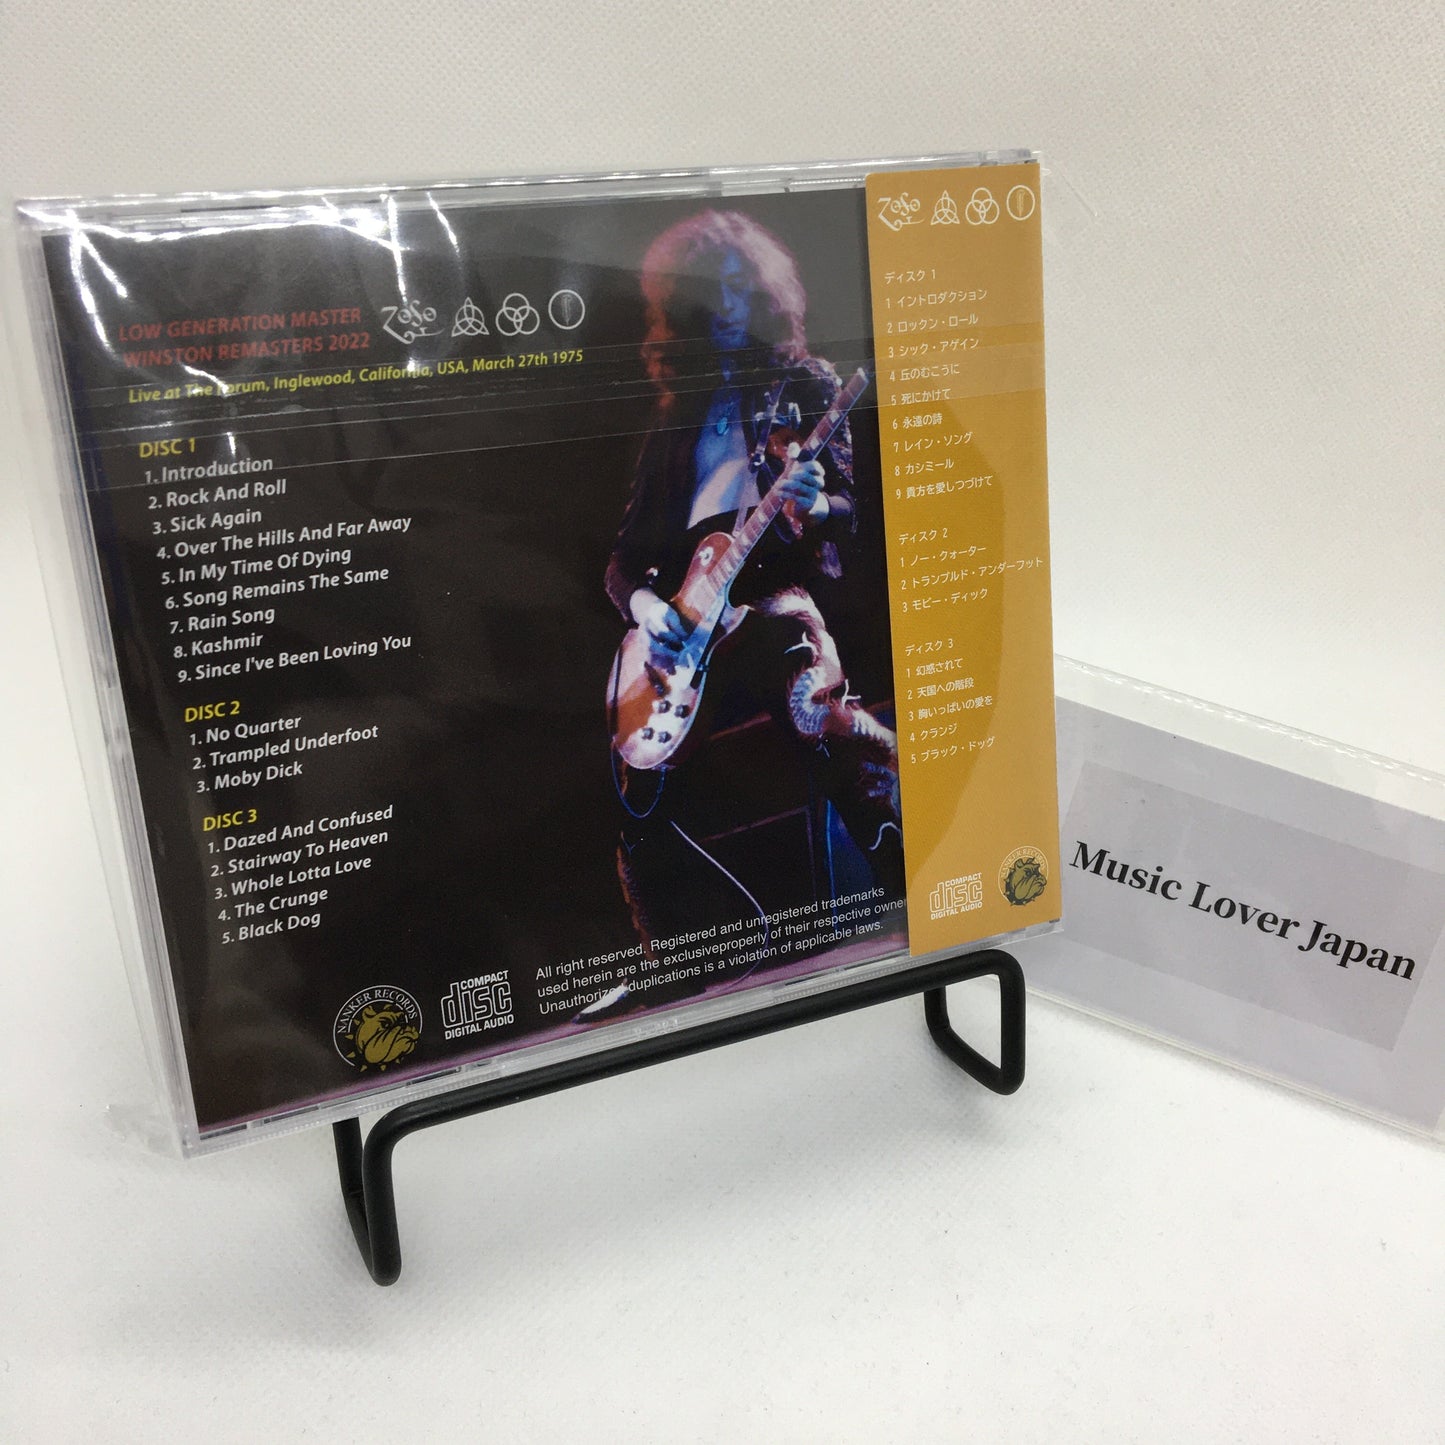 LOW GENERATION MASTER
WINSTON REMASTERS 2022
Live at The Forum, Inglewood, California, USA, March 27th 1975
DISC 1
1. Introduction
2. Rock And Roll
3. Sick Again
4. Over The Hills And Far Away
5. In My Time Of Dying
6. Song Remains The Same
7. Rain Song
8. Kashmir
9. Since I've Been Loving You
DISC 2
1. No Quarter
2. Trampled Underfoot
3. Moby Dick
DISC 3
1. Dazed And Confused
2. Stairway To Heaven
3. Whole Lotta Love
4. The Crunge
5. Black Dog
NANKER RECORDS
COMPACT
disc
DIGITAL AUDIO
All right reserved. Registered and unregistered trademarks
used herein are the exclusiveproperly of their respective owner
Unauthorized duplications is a violation of applicable laws.
ZoSo
ディスク 1
1 イントロダクション
2 ロックン・ロール
3 シック・アゲイン
4 丘のむこうに
5 死にかけて
6 永遠の詩
7 レイン・ソング
8 カシミール
9 貴方を愛しつづけて
ディスク 2
1 ノー・クォーター
2 トランプルド・アンダーフット
3 モビー・ディック
ディスク 3
1 幻惑されて
2 天国への階段
3 胸いっぱいの愛を
4 クランジ
5 ブラック・ドッグ
COMPACT
disc
DIGITAL AUDIO
NANKER RECORDS
Music Lover Japan